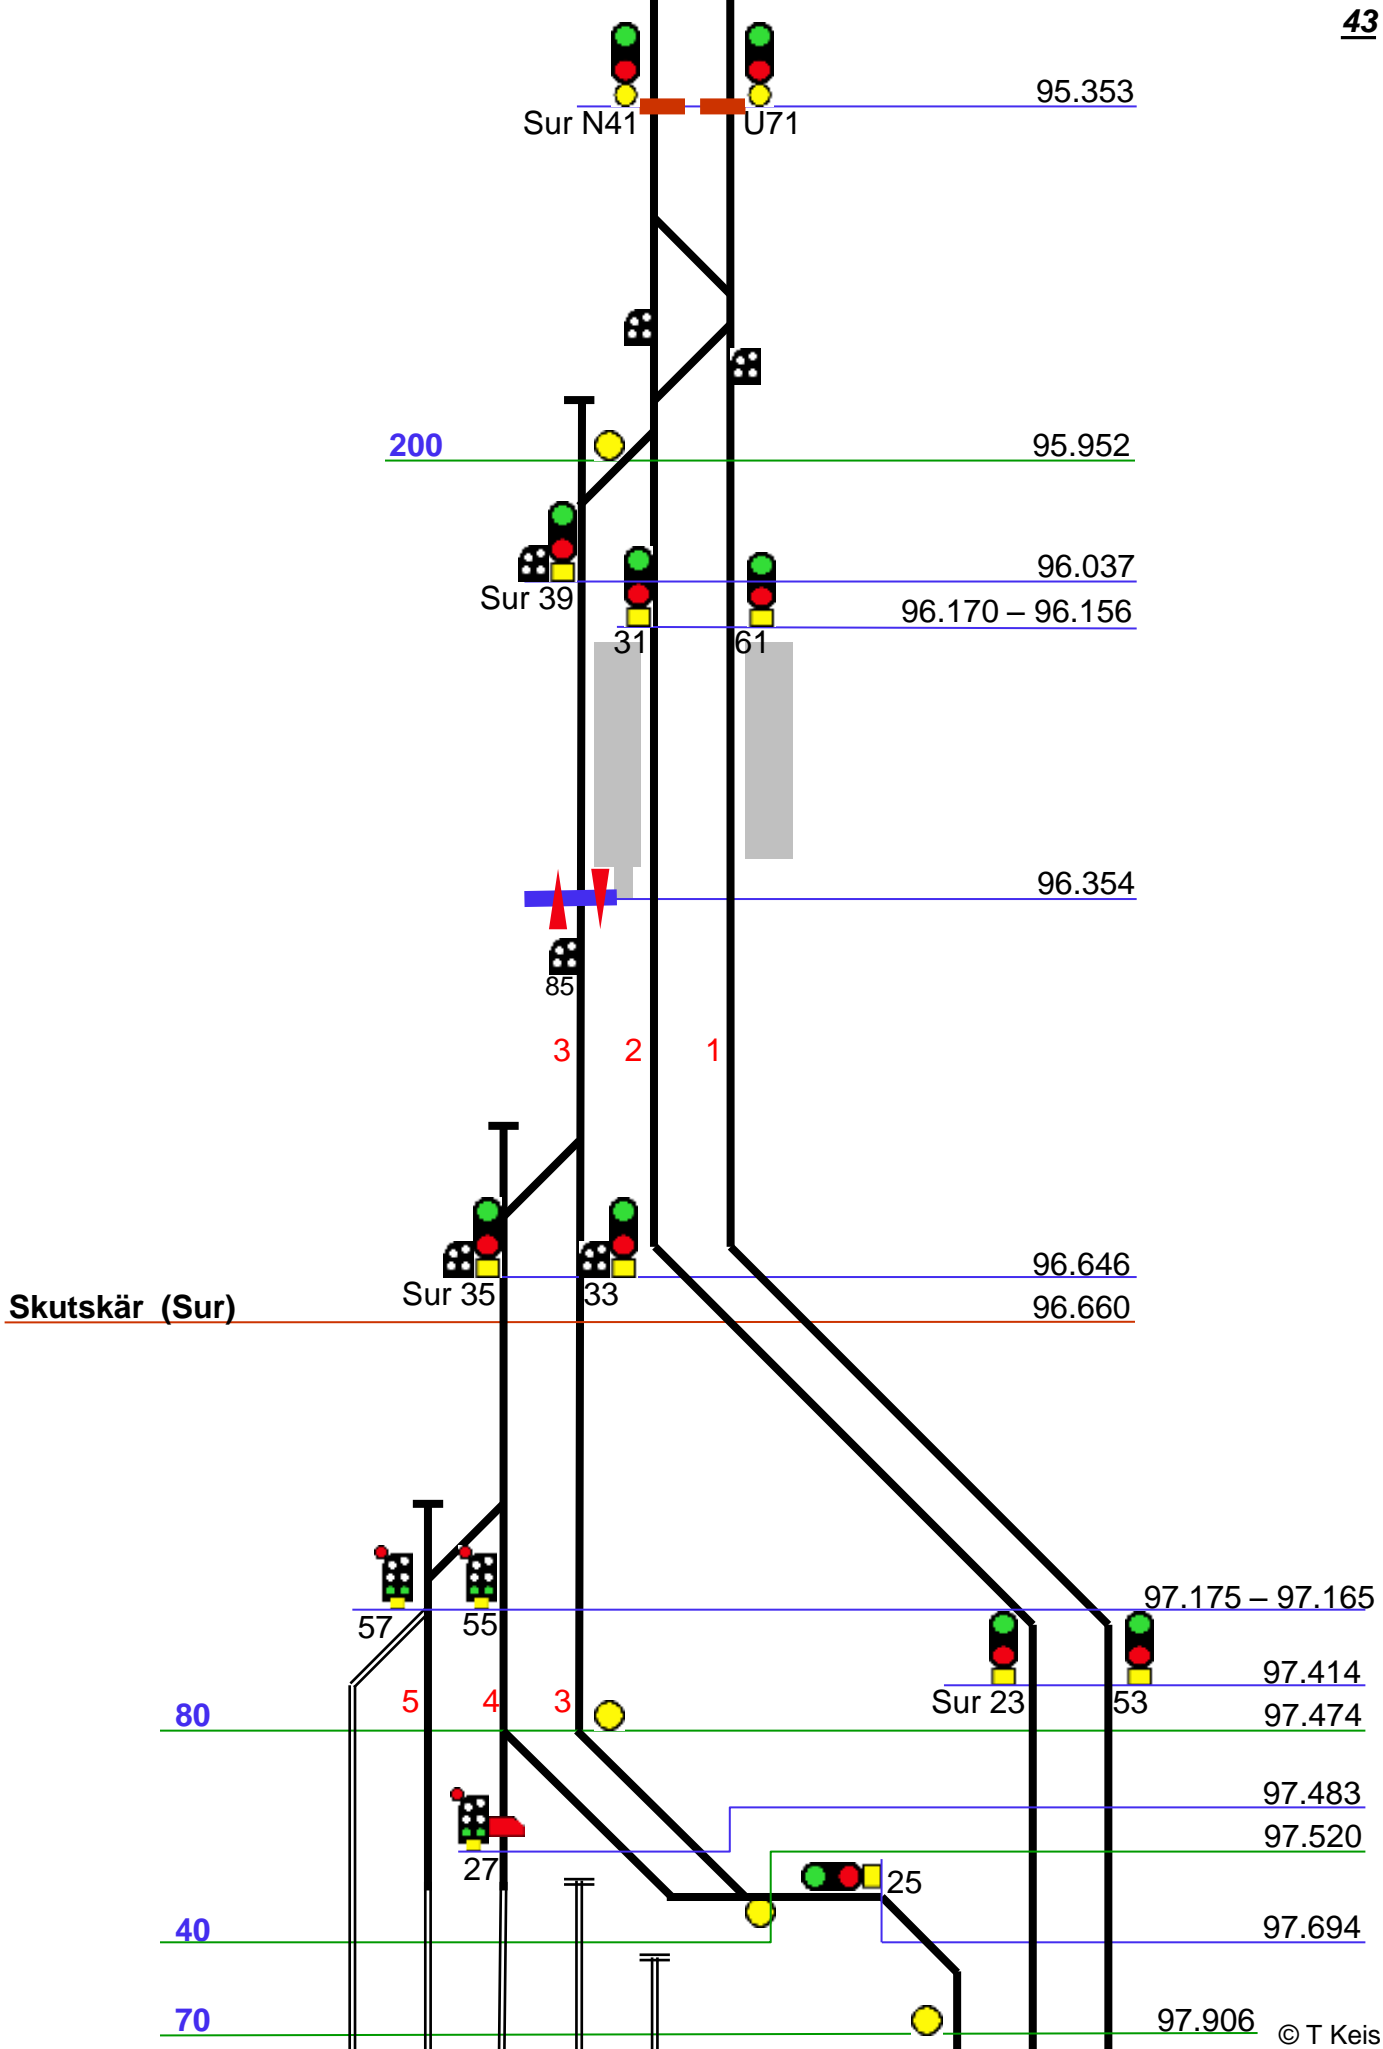 43
95.353
Sur N41 U71
200 95.952
96.037
Sur 39
96.170 – 96.156
31 61
96.354
85
3 2 1
96.646
Sur 35 33
Skutskär (Sur) 96.660
97.175 – 97.165
57 55
97.414
5 4 3 Sur 23 53
80 97.474
97.483
97.520
27 25
40 97.694
70 97.906
© T Keis